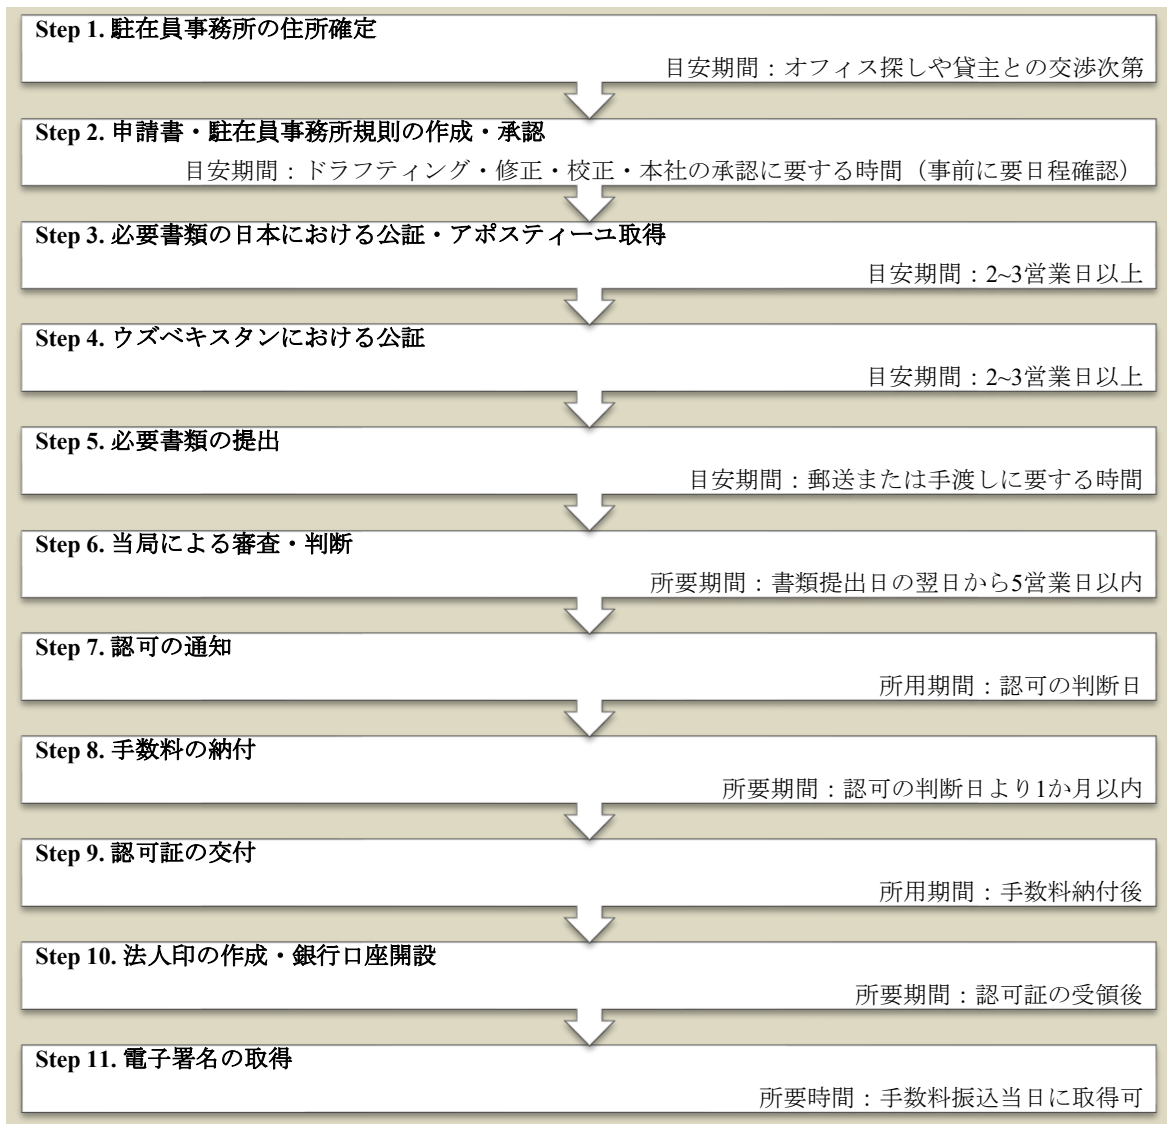 Step 1. 駐在員事務所の住所確定
目安期間：オフィス探しや貸主との交渉次第
Step 2. 申請書・駐在員事務所規則の作成・承認
目安期間：ドラフティング・修正・校正・本社の承認に要する時間（事前に要日程確認）
Step 3. 必要書類の日本における公証・アポスティーユ取得
目安期間：2~3営業日以上
Step 4. ウズベキスタンにおける公証
目安期間：2~3営業日以上
Step 5. 必要書類の提出
目安期間：郵送または手渡しに要する時間
Step 6. 当局による審査・判断
所要期間：書類提出日の翌日から5営業日以内
Step 7. 認可の通知
所用期間：認可の判断日
Step 8. 手数料の納付
所要期間：認可の判断日より1か月以内
Step 9. 認可証の交付
所用期間：手数料納付後
Step 10. 法人印の作成・銀行口座開設
所要期間：認可証の受領後
Step 11. 電子署名の取得
所要時間：手数料振込当日に取得可